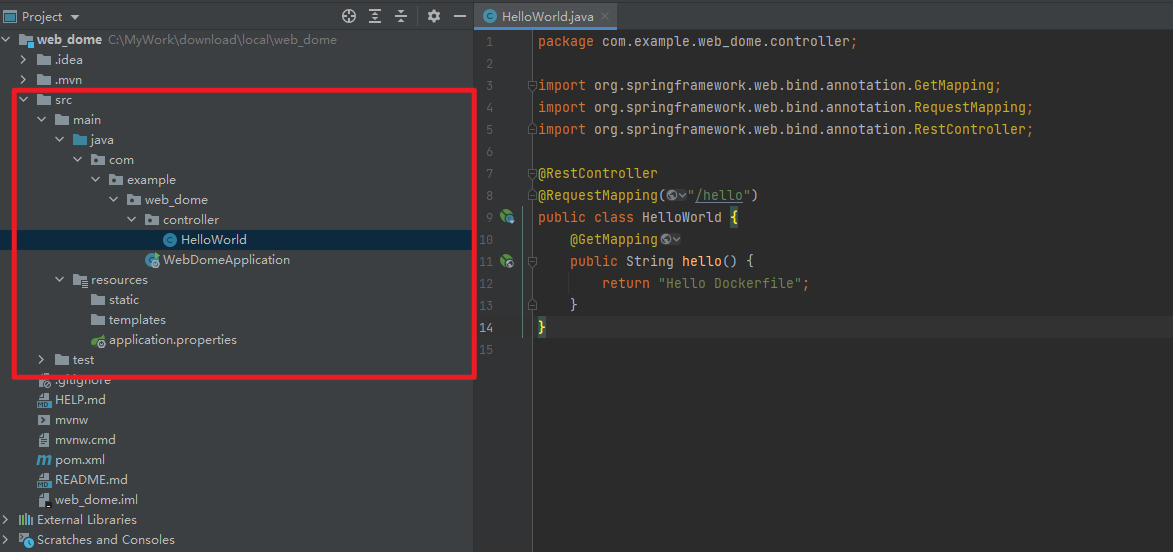 Project
web_dome C:\MyWork\download\local\web_dome
.idea
.mvn
src
main
java
com
example
web_dome
controller
HelloWorld
WebDomeApplication
resources
static
templates
application.properties
test
.gitignore
HELP.md
mvnw
mvnw.cmd
pom.xml
README.md
web_dome.iml
External Libraries
Scratches and Consoles
HelloWorld.java
1 package com.example.web_dome.controller;
2
3 import org.springframework.web.bind.annotation.GetMapping;
4 import org.springframework.web.bind.annotation.RequestMapping;
5 import org.springframework.web.bind.annotation.RestController;
6
7 @RestController
8 @RequestMapping("/hello")
9 public class HelloWorld {
10 @GetMapping
11 public String hello() {
12 return "Hello Dockerfile";
13 }
14 }
15